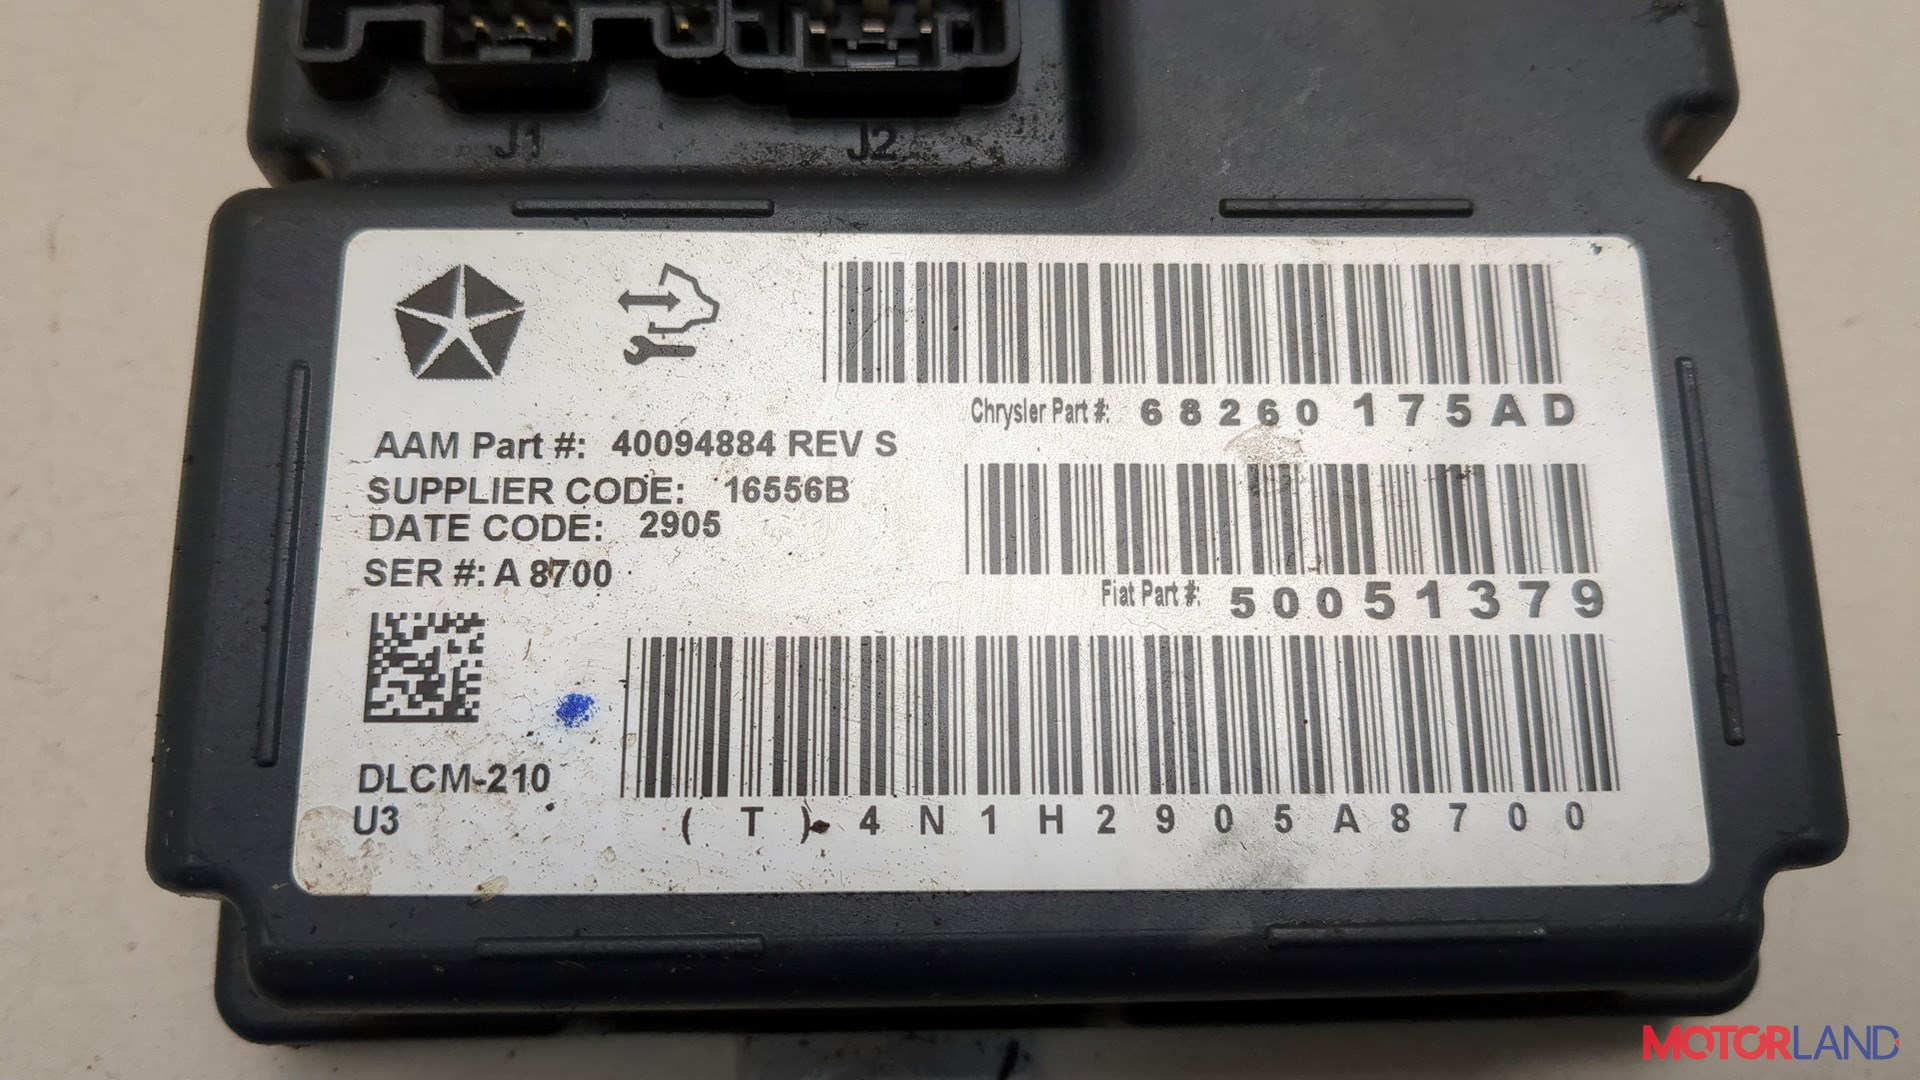 J1 J2
Chrysler Part #: 68260175AD
AAM Part #: 40094884 REV S
SUPPLIER CODE: 16556B
DATE CODE: 2905
SER #: A 8700
Fiat Part #: 50051379
DLCM-210
U3
(T) 4N1H2905A8700
MOTORLAND